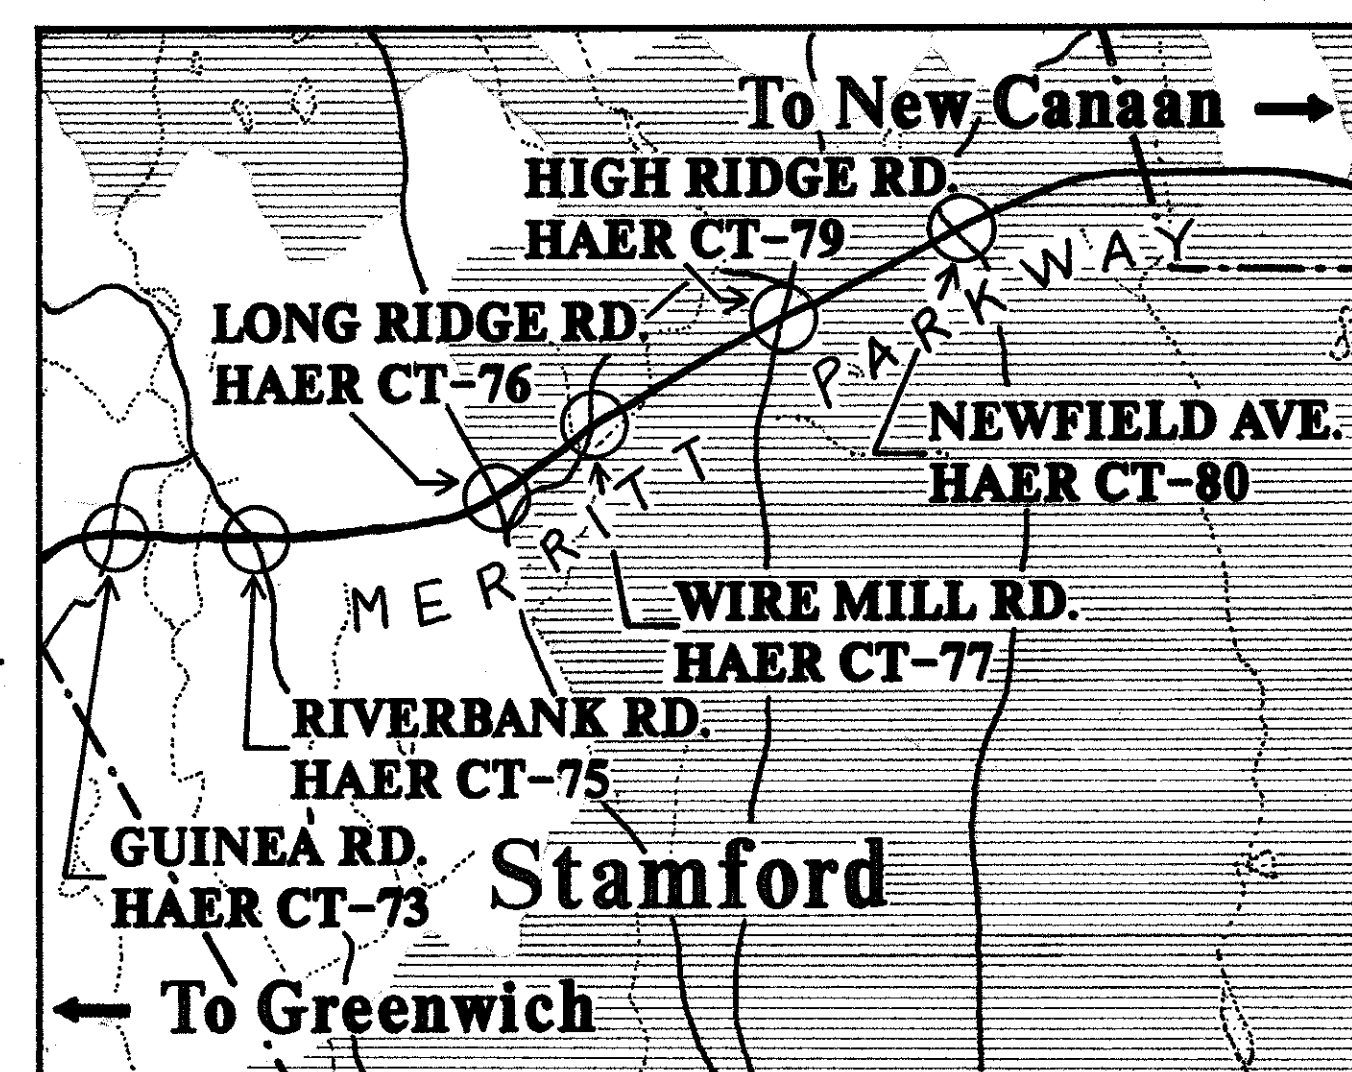 To New Canaan
HIGH RIDGE RD.
HAER CT-79
LONG RIDGE RD.
HAER CT-76
MERRITT PARKWAY
NEWFIELD AVE.
HAER CT-80
WIRE MILL RD.
HAER CT-77
RIVERBANK RD.
HAER CT-75
GUINEA RD.
HAER CT-73
Stamford
To Greenwich